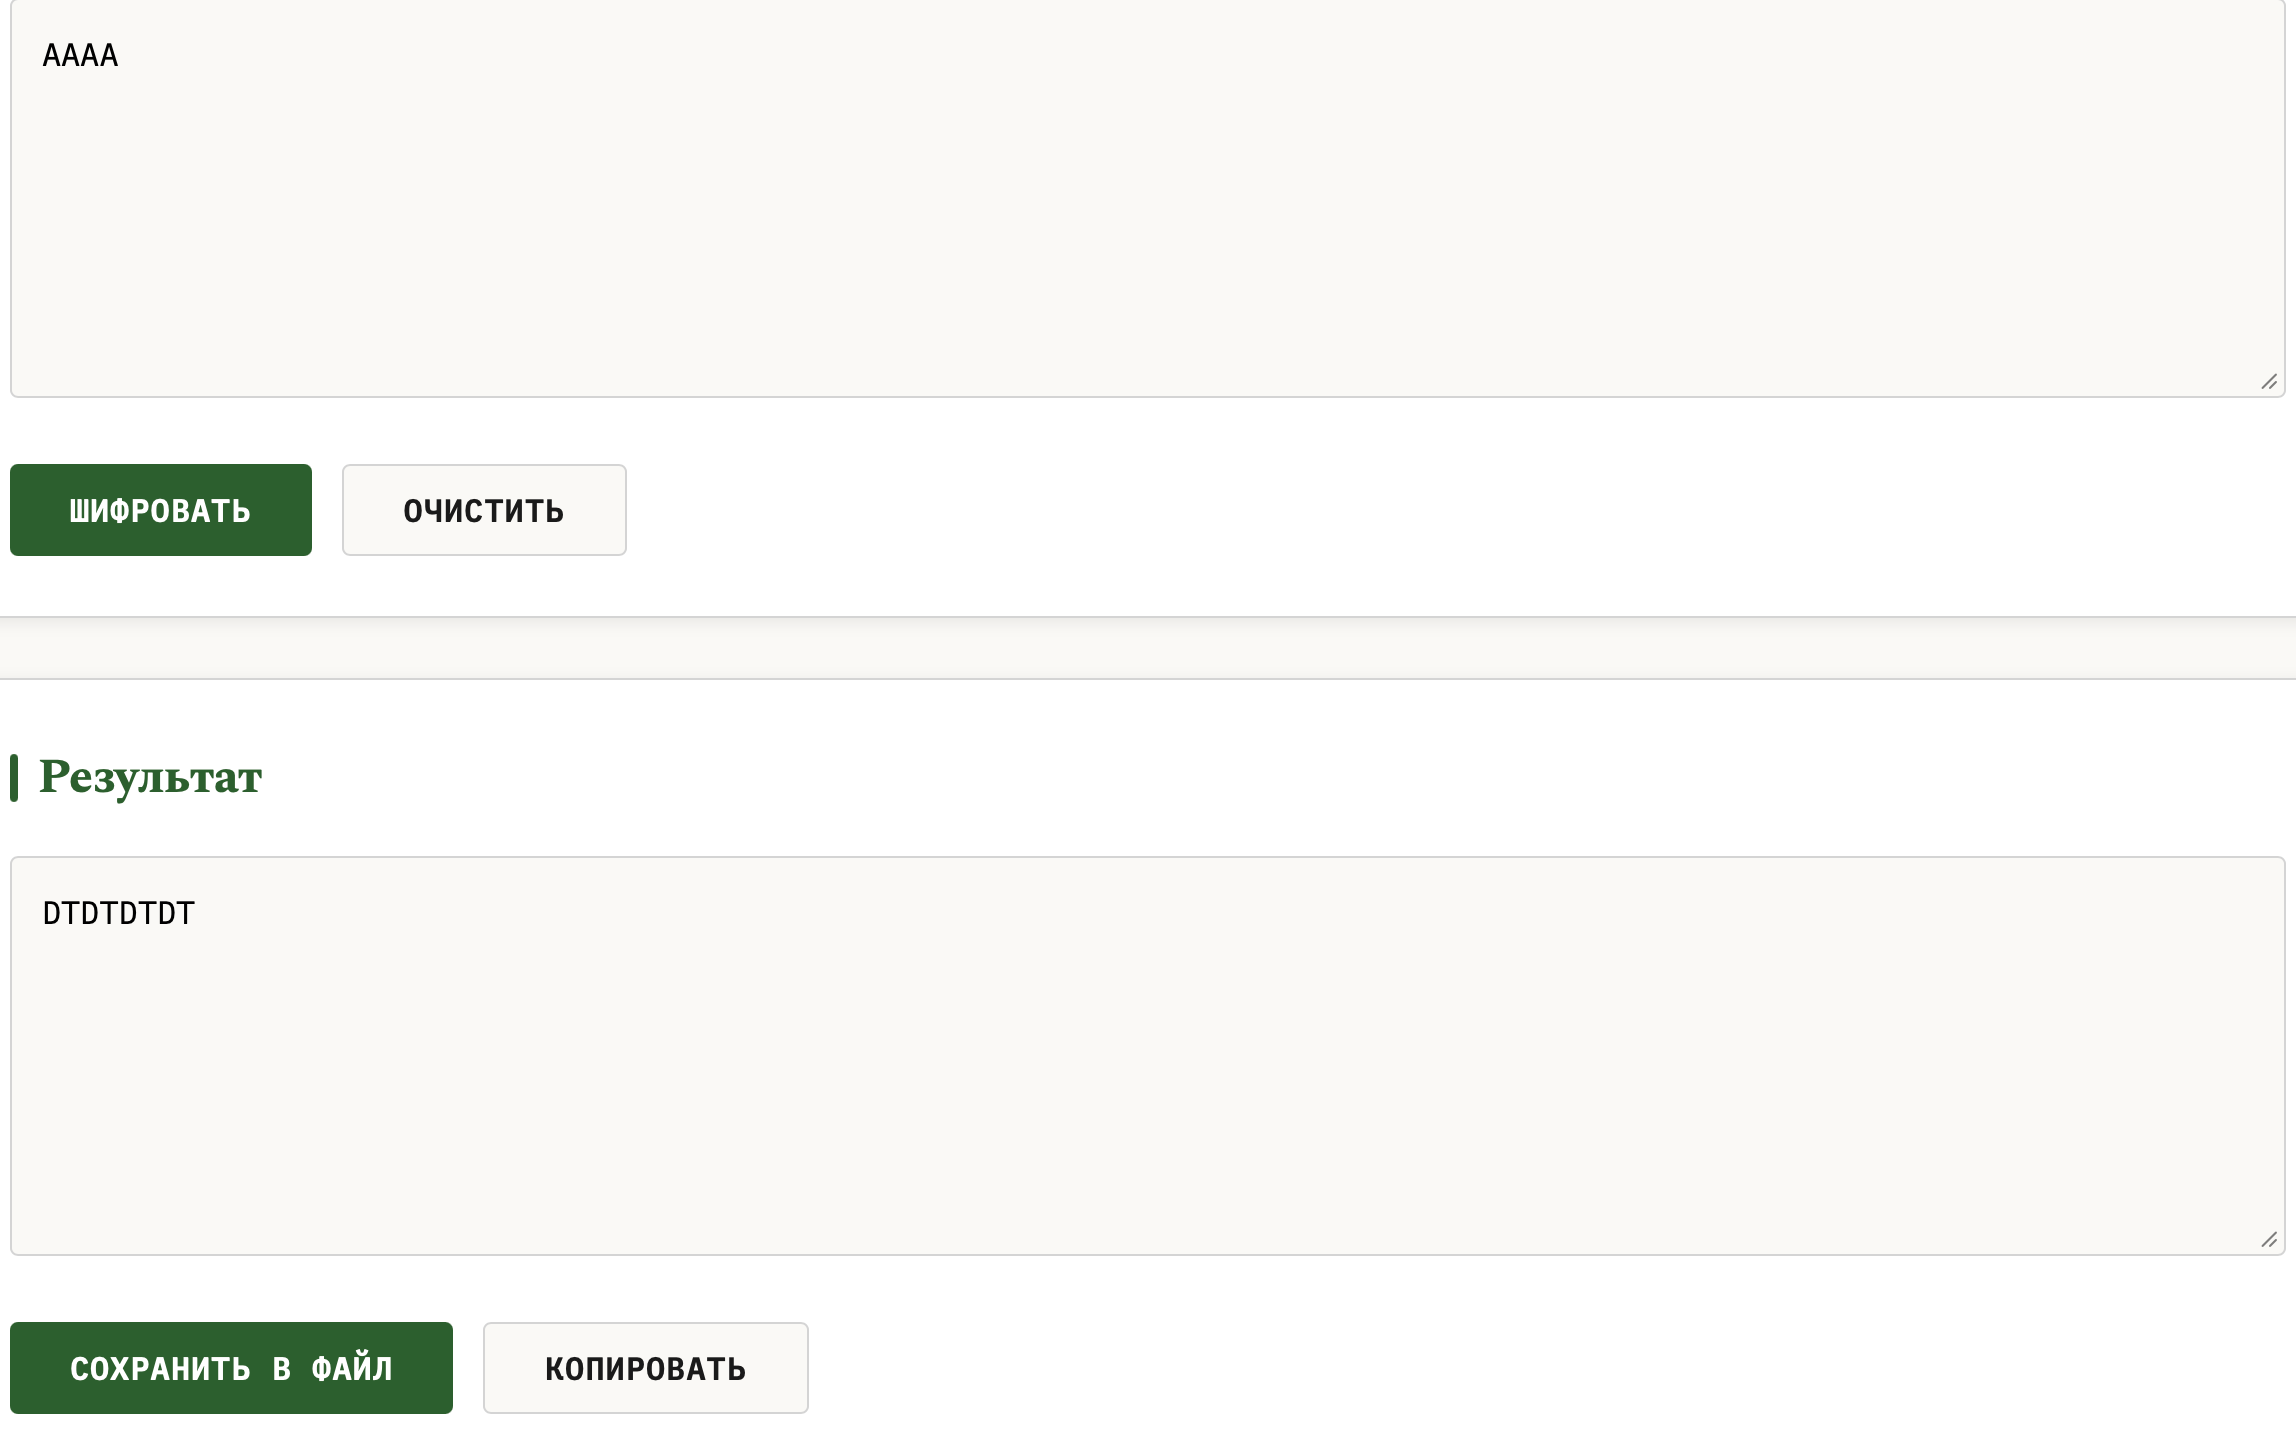 AAAA
ШИФРОВАТЬ ОЧИСТИТЬ
Результат
DTDTDTDT
СОХРАНИТЬ В ФАЙЛ КОПИРОВАТЬ